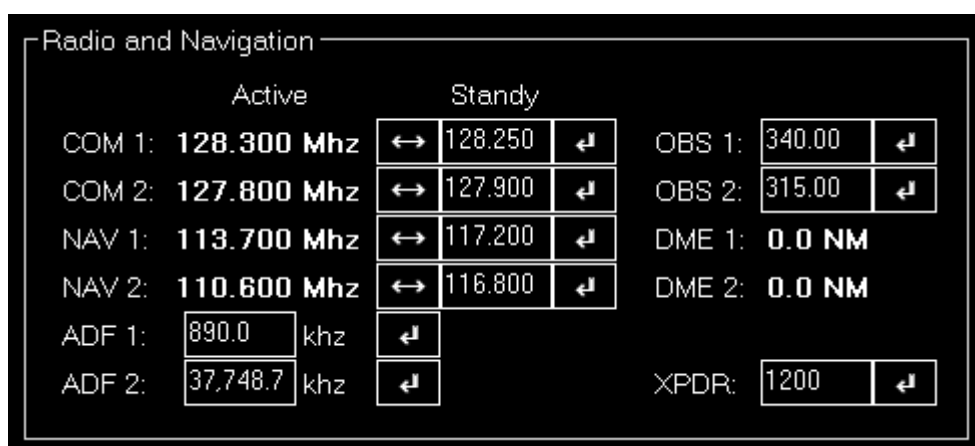 Radio and Navigation
Active Standy
COM 1: 128.300 Mhz 128.250 OBS 1: 340.00
COM 2: 127.800 Mhz 127.900 OBS 2: 315.00
NAV 1: 113.700 Mhz 117.200 DME 1: 0.0 NM
NAV 2: 110.600 Mhz 116.800 DME 2: 0.0 NM
ADF 1: 890.0 khz
ADF 2: 37,748.7 khz XPDR: 1200